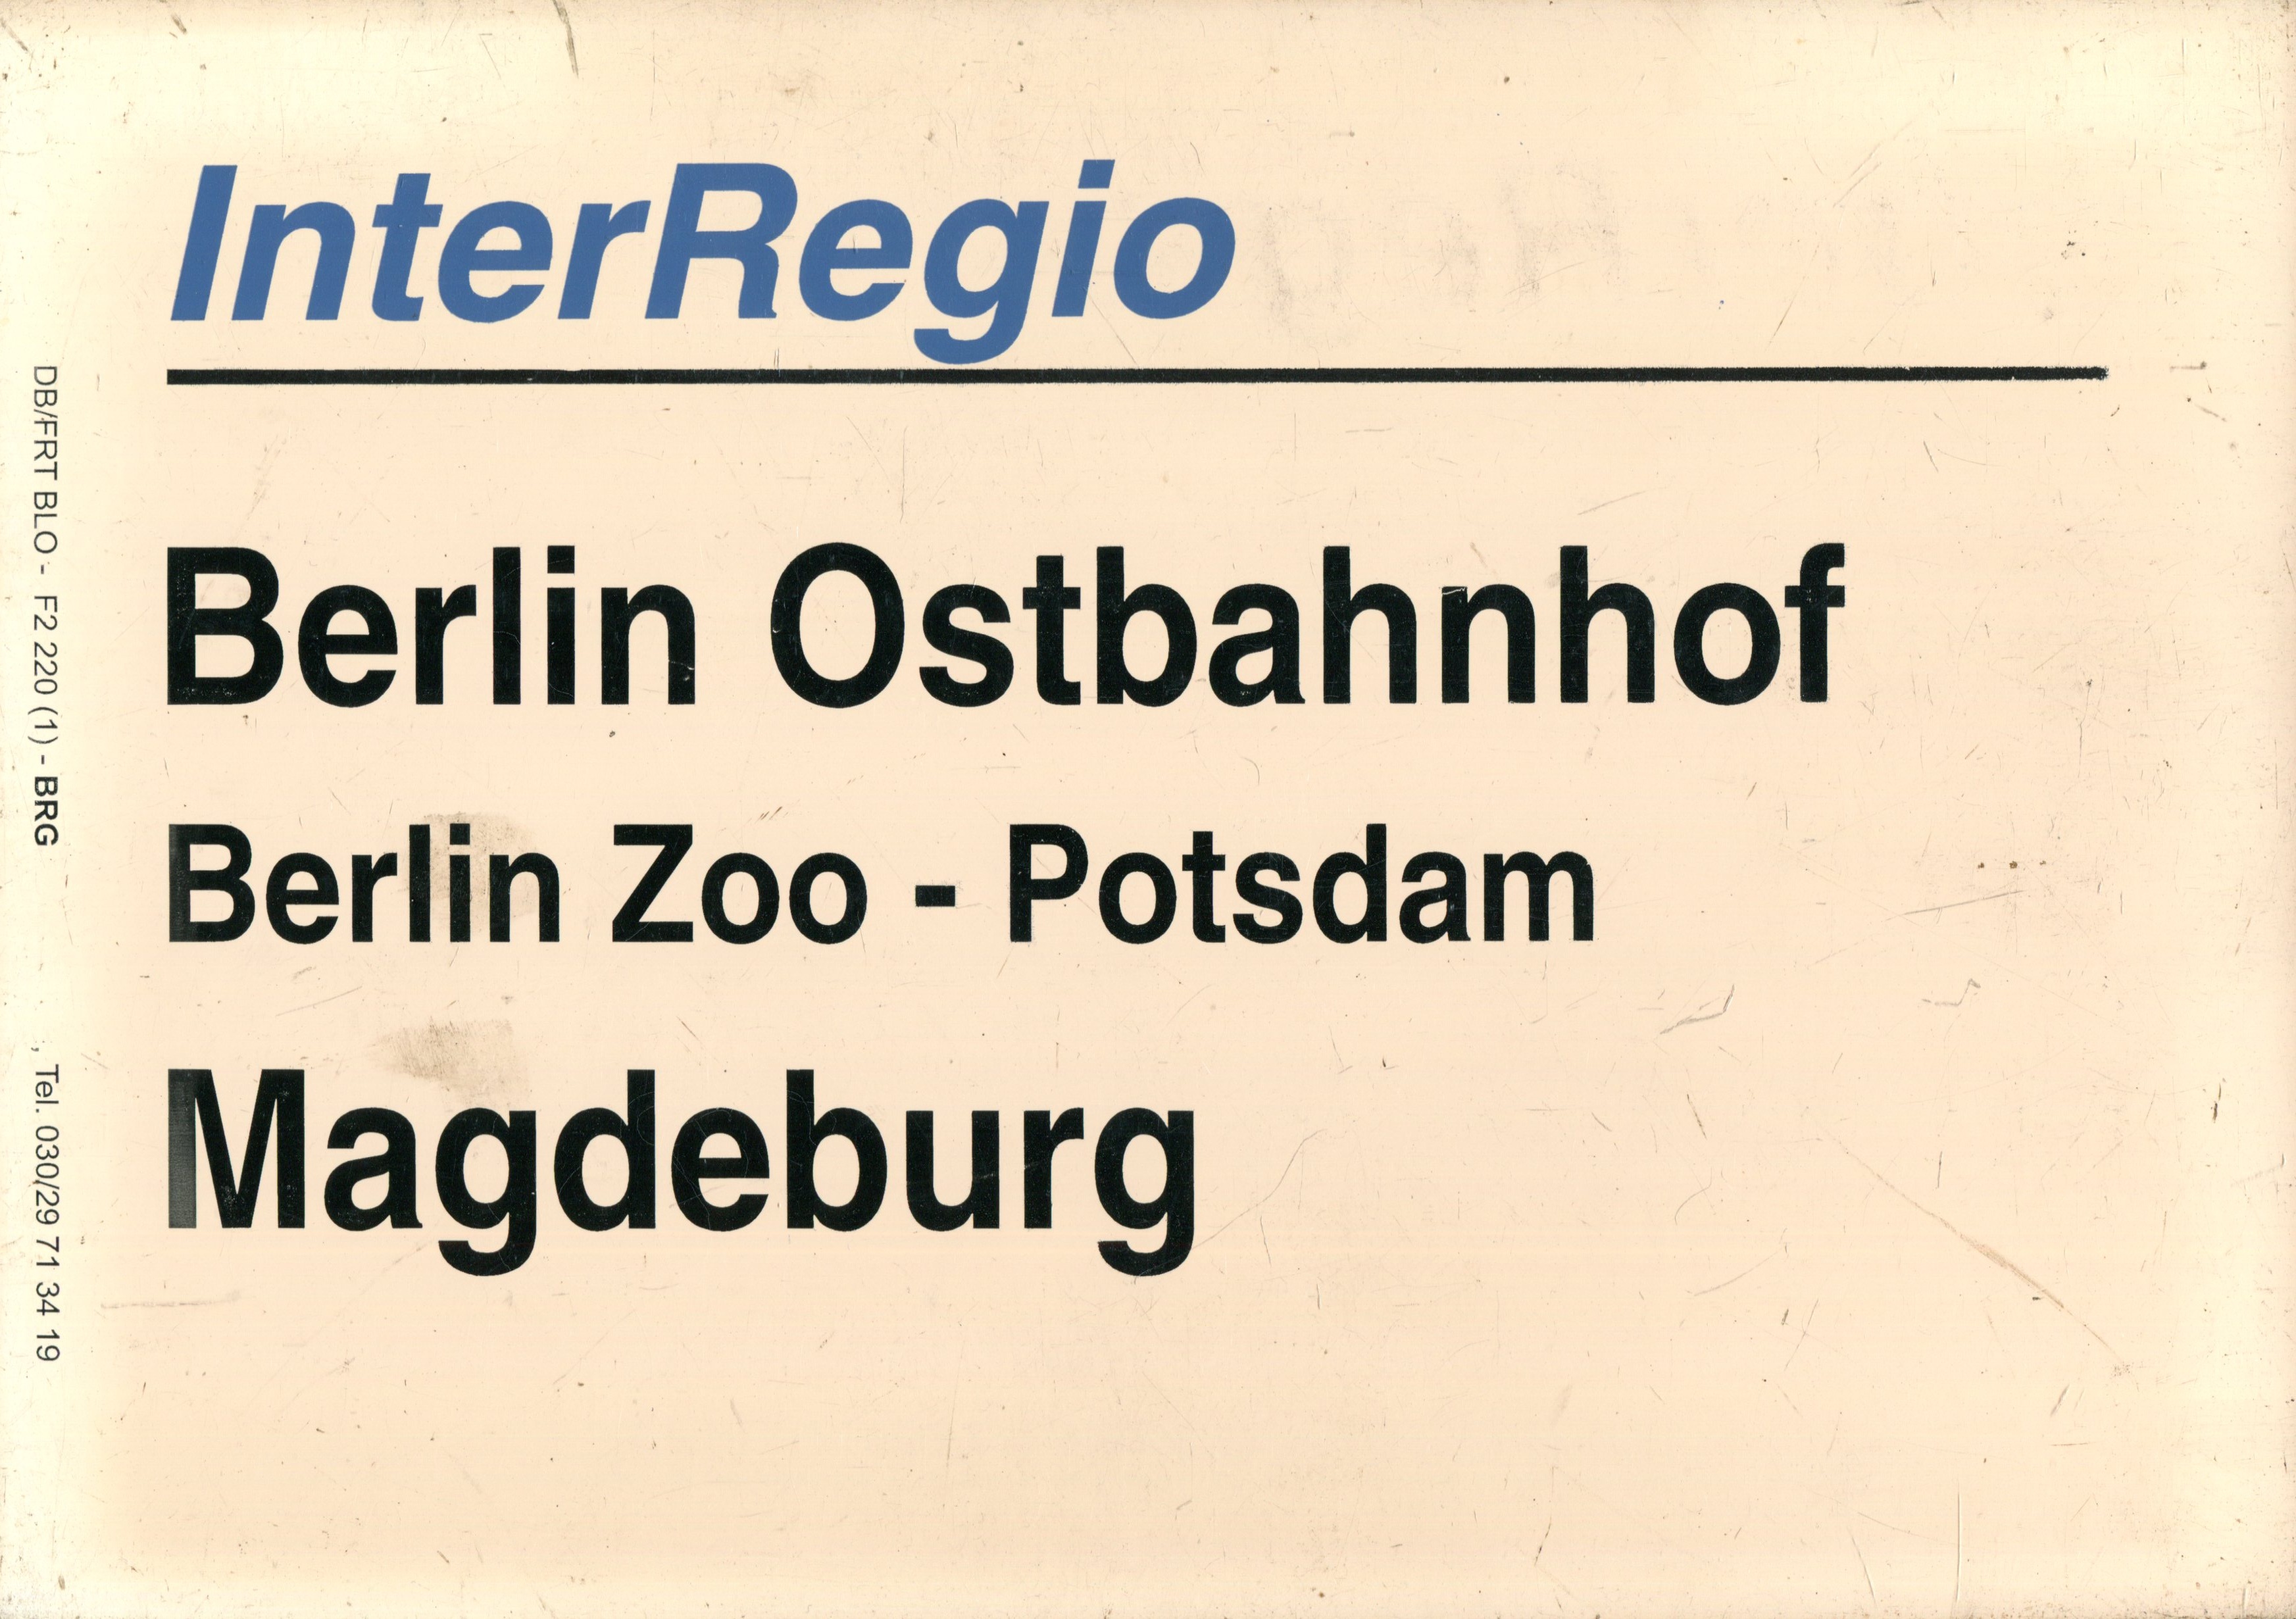 InterRegio
Berlin Ostbahnhof
Berlin Zoo - Potsdam
Magdeburg
DB/FRT BLO - F2 220 (1) - BRG , Tel. 030/29 71 34 19